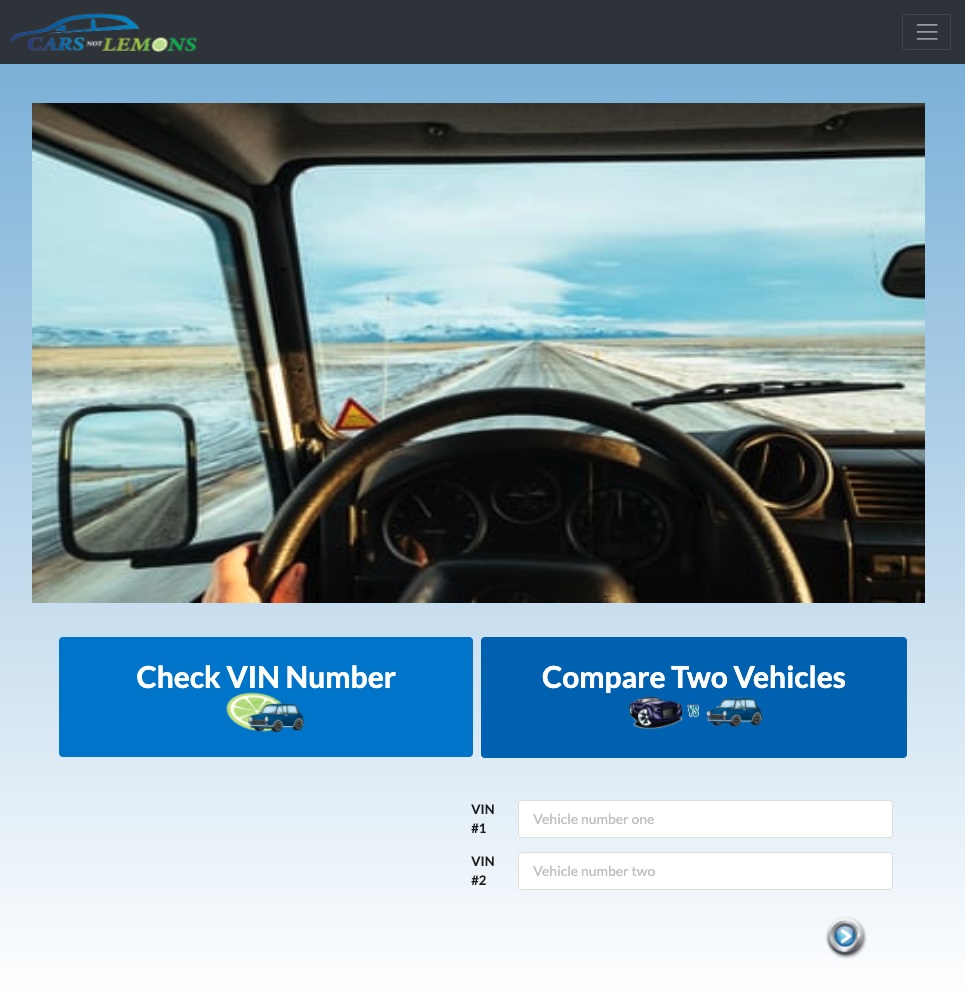 CARS NOT LEMONS
Check VIN Number
Compare Two Vehicles
VS
VIN
#1
Vehicle number one
VIN
#2
Vehicle number two